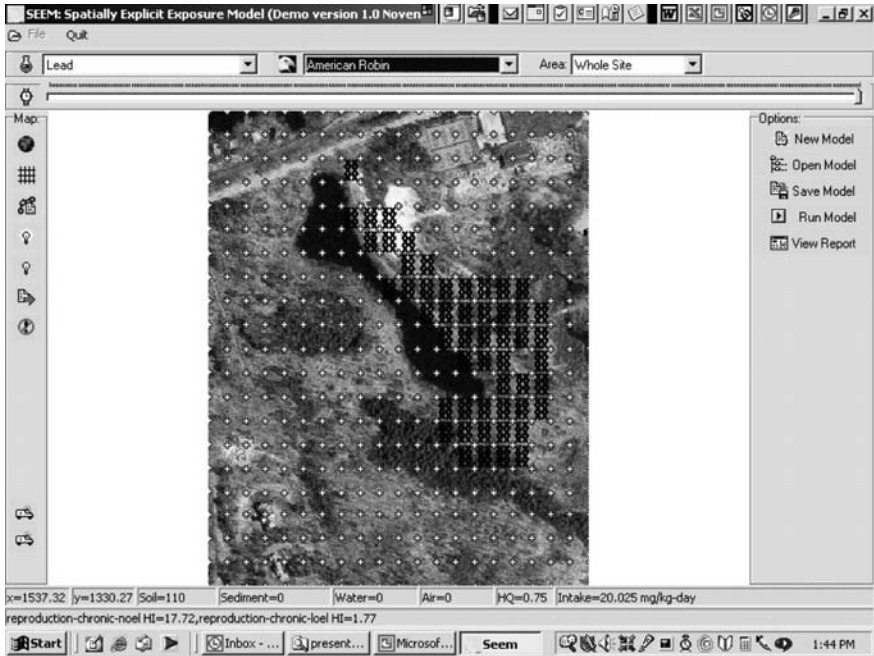 SEEM: Spatially Explicit Exposure Model (Demo version 1.0 Noven
File Quit
Lead American Robin Area: Whole Site
Map:
Options:
New Model
Open Model
Save Model
Run Model
View Report
x=1537.32 y=1330.27 Soil=110 Sediment=0 Water=0 Air=0 HQ=0.75 Intake=20.025 mg/kg-day
reproduction-chronic-noel HI=17.72,reproduction-chronic-loel HI=1.77
Start Inbox - ... present... Microsof... Seem 1:44 PM